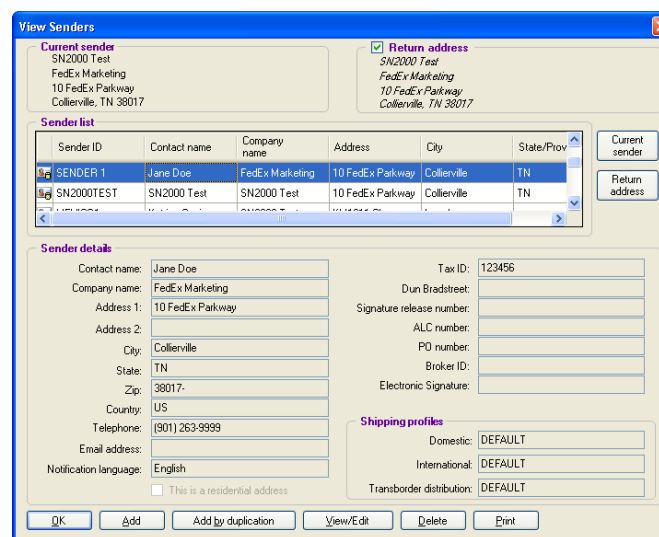 View Senders
Current sender
SN2000 Test
FedEx Marketing
10 FedEx Parkway
Collierville, TN 38017
Return address
SN2000 Test
FedEx Marketing
10 FedEx Parkway
Collierville, TN 38017
Sender list
Sender ID Contact name Company name Address City State/Prov
SENDER 1 Jane Doe FedEx Marketing 10 FedEx Parkway Collierville TN
SN2000TEST SN2000 Test SN2000 Test 10 FedEx Parkway Collierville TN
Current sender
Return address
Sender details
Contact name: Jane Doe
Company name: FedEx Marketing
Address 1: 10 FedEx Parkway
Address 2:
City: Collierville
State: TN
Zip: 38017-
Country: US
Telephone: (901) 263-9999
Email address:
Notification language: English
This is a residential address
Tax ID: 123456
Dun Bradstreet:
Signature release number:
ALC number:
PO number:
Broker ID:
Electronic Signature:
Shipping profiles
Domestic: DEFAULT
International: DEFAULT
Transborder distribution: DEFAULT
OK Add Add by duplication View/Edit Delete Print